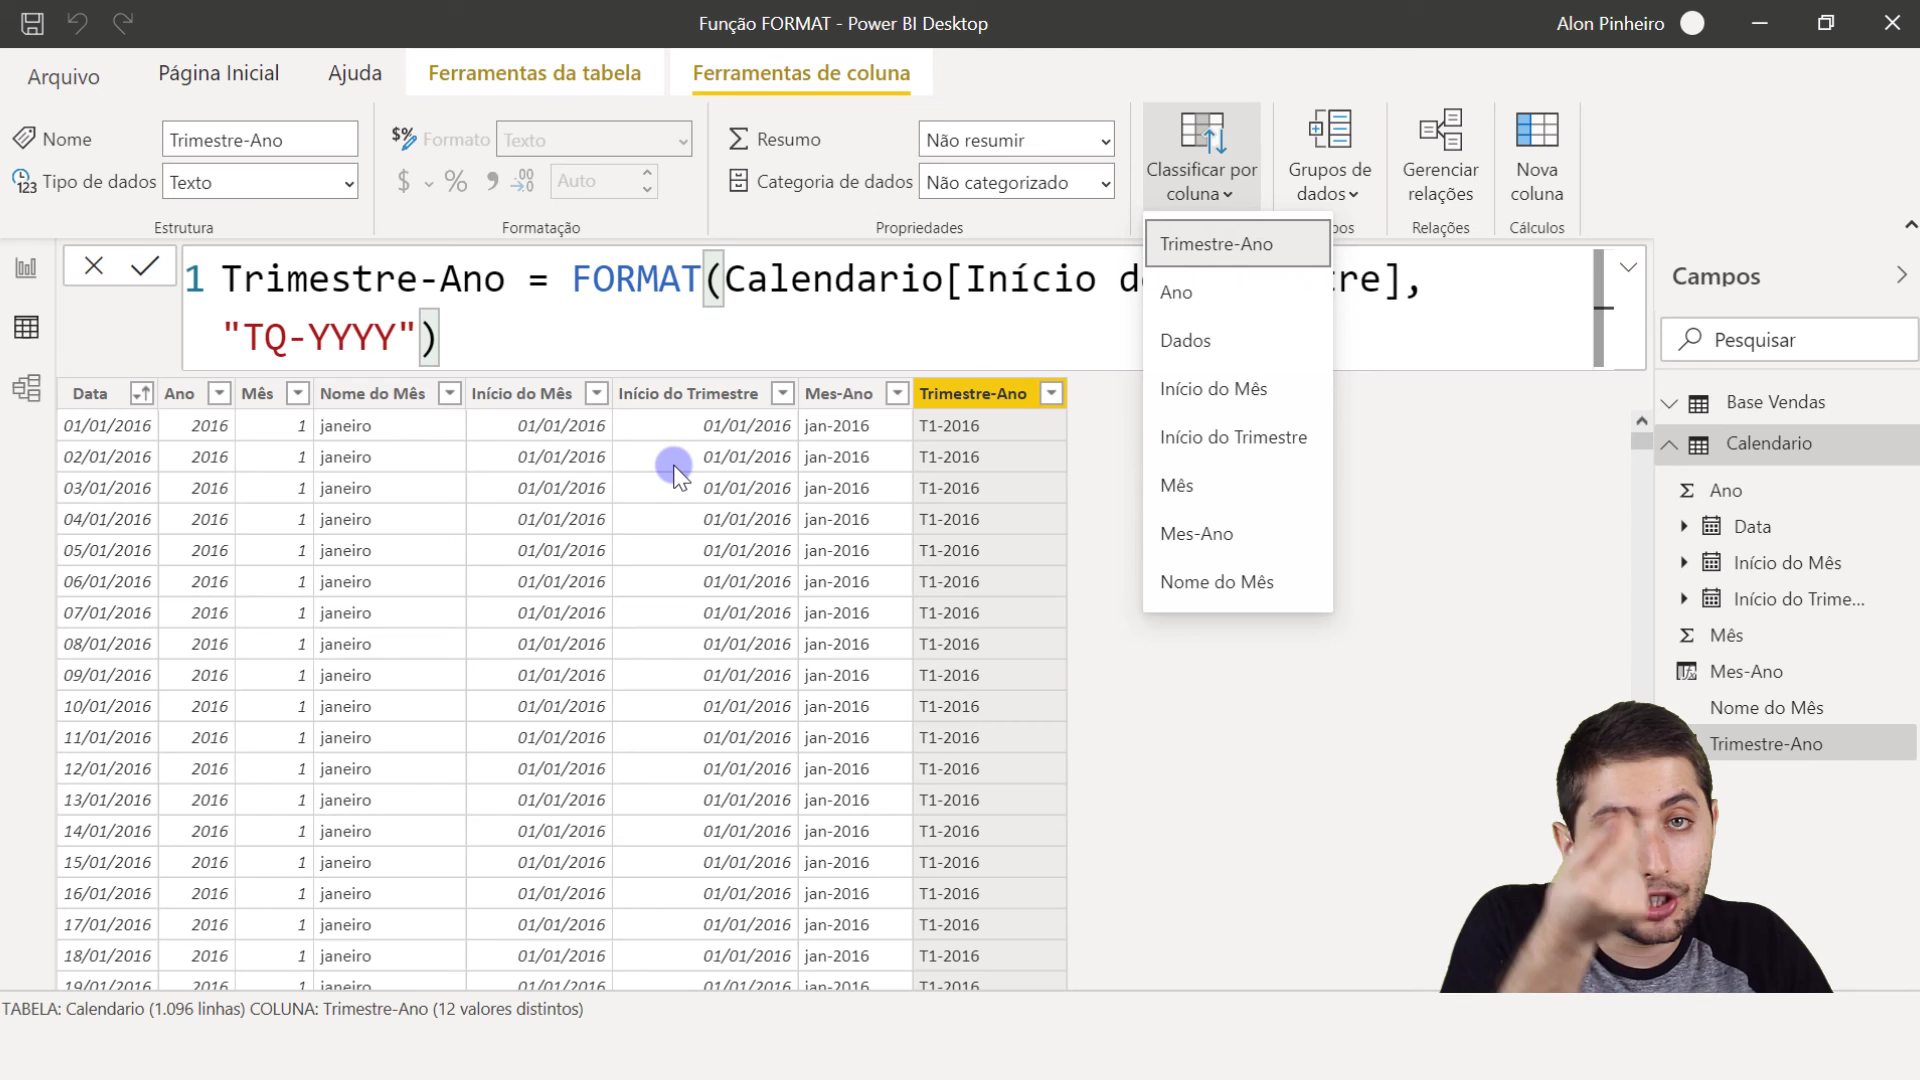 Função FORMAT - Power BI Desktop
Alon Pinheiro
Arquivo Página Inicial Ajuda Ferramentas da tabela Ferramentas de coluna
Nome Trimestre-Ano
Tipo de dados Texto
Estrutura
Formato Texto
$ % 9 .00 →0 Auto
Formatação
Resumo Não resumir
Categoria de dados Não categorizado
Propriedades
Classificar por
coluna
Grupos de
dados
pos
Gerenciar
relações
Relações
Nova
coluna
Cálculos
Trimestre-Ano
Ano
Dados
Início do Mês
Início do Trimestre
Mês
Mes-Ano
Nome do Mês
1 Trimestre-Ano = FORMAT(Calendario[Início d re],
"TQ-YYYY")
Campos
Pesquisar
Base Vendas
Calendario
Ano
Data
Início do Mês
Início do Trime...
Mês
Mes-Ano
Nome do Mês
Trimestre-Ano
Data Ano Mês Nome do Mês Início do Mês Início do Trimestre Mes-Ano Trimestre-Ano
01/01/2016 2016 1 janeiro 01/01/2016 01/01/2016 jan-2016 T1-2016
02/01/2016 2016 1 janeiro 01/01/2016 01/01/2016 jan-2016 T1-2016
03/01/2016 2016 1 janeiro 01/01/2016 01/01/2016 jan-2016 T1-2016
04/01/2016 2016 1 janeiro 01/01/2016 01/01/2016 jan-2016 T1-2016
05/01/2016 2016 1 janeiro 01/01/2016 01/01/2016 jan-2016 T1-2016
06/01/2016 2016 1 janeiro 01/01/2016 01/01/2016 jan-2016 T1-2016
07/01/2016 2016 1 janeiro 01/01/2016 01/01/2016 jan-2016 T1-2016
08/01/2016 2016 1 janeiro 01/01/2016 01/01/2016 jan-2016 T1-2016
09/01/2016 2016 1 janeiro 01/01/2016 01/01/2016 jan-2016 T1-2016
10/01/2016 2016 1 janeiro 01/01/2016 01/01/2016 jan-2016 T1-2016
11/01/2016 2016 1 janeiro 01/01/2016 01/01/2016 jan-2016 T1-2016
12/01/2016 2016 1 janeiro 01/01/2016 01/01/2016 jan-2016 T1-2016
13/01/2016 2016 1 janeiro 01/01/2016 01/01/2016 jan-2016 T1-2016
14/01/2016 2016 1 janeiro 01/01/2016 01/01/2016 jan-2016 T1-2016
15/01/2016 2016 1 janeiro 01/01/2016 01/01/2016 jan-2016 T1-2016
16/01/2016 2016 1 janeiro 01/01/2016 01/01/2016 jan-2016 T1-2016
17/01/2016 2016 1 janeiro 01/01/2016 01/01/2016 jan-2016 T1-2016
18/01/2016 2016 1 janeiro 01/01/2016 01/01/2016 jan-2016 T1-2016
19/01/2016 2016 1 janeiro 01/01/2016 01/01/2016 jan-2016 T1-2016
TABELA: Calendario (1.096 linhas) COLUNA: Trimestre-Ano (12 valores distintos)